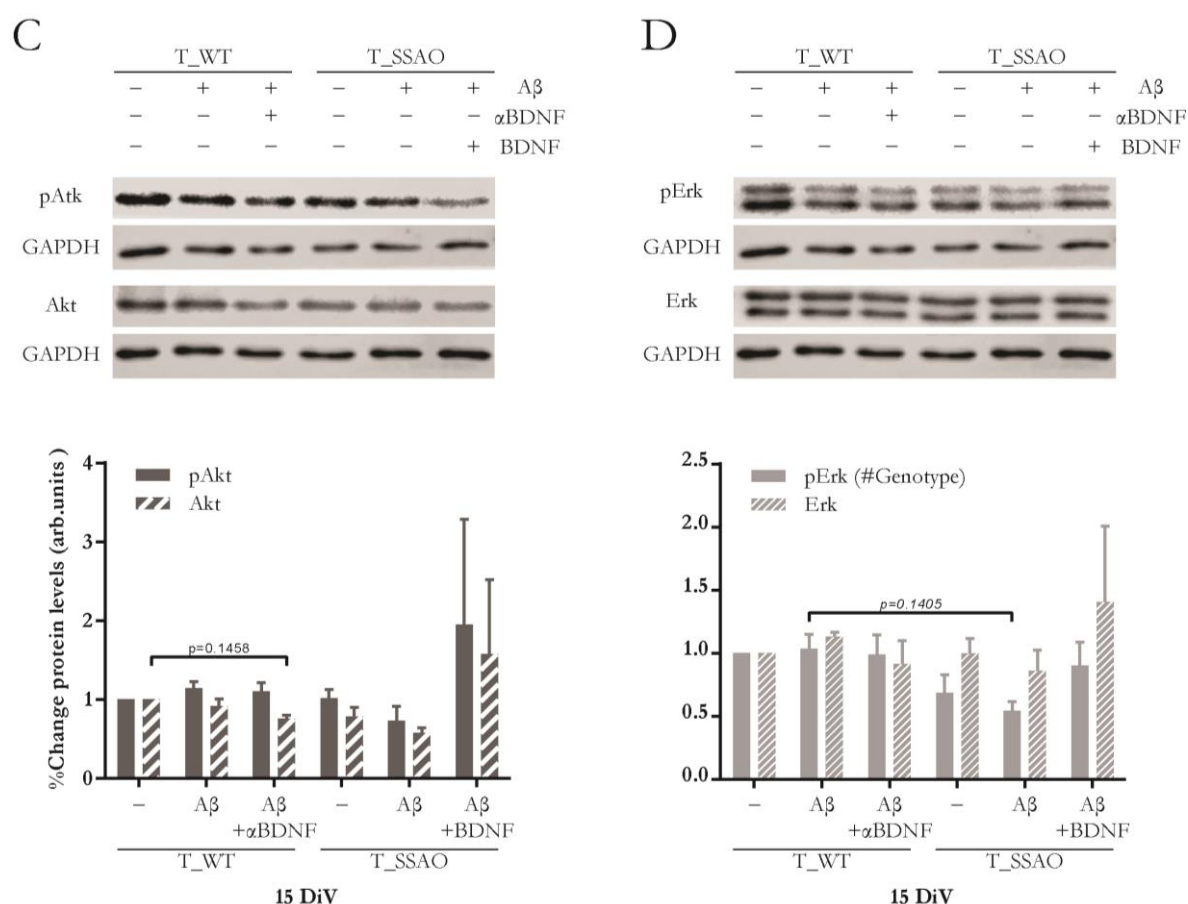 C
T_WT T_SSAO
– + + – + + Aβ
– – + – – – αBDNF
– – – – – + BDNF
pAtk
GAPDH
Akt
GAPDH
%Change protein levels (arb.units )
4
3
2
1
0
pAkt
Akt
p=0.1458
– Aβ Aβ – Aβ Aβ
+αBDNF +BDNF
T_WT T_SSAO
15 DiV
D
T_WT T_SSAO
– + + – + + Aβ
– – + – – – αBDNF
– – – – – + BDNF
pErk
GAPDH
Erk
GAPDH
2.5
2.0
1.5
1.0
0.5
0.0
pErk (#Genotype)
Erk
p=0.1405
– Aβ Aβ – Aβ Aβ
+αBDNF +BDNF
T_WT T_SSAO
15 DiV